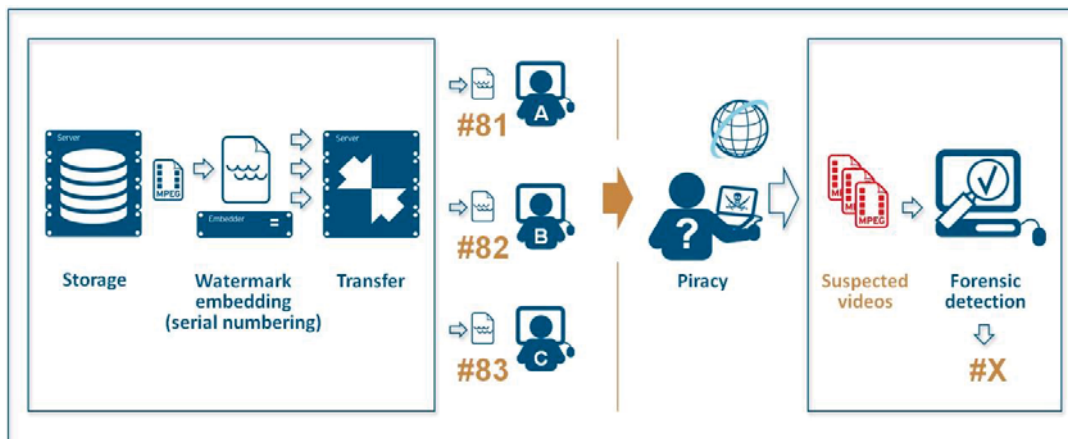 Server
MPEG
Embedder
Server
Storage
Watermark
embedding
(serial numbering)
Transfer
#81
A
#82
B
#83
C
?
Piracy
MPEG
Suspected
videos
Forensic
detection
#X